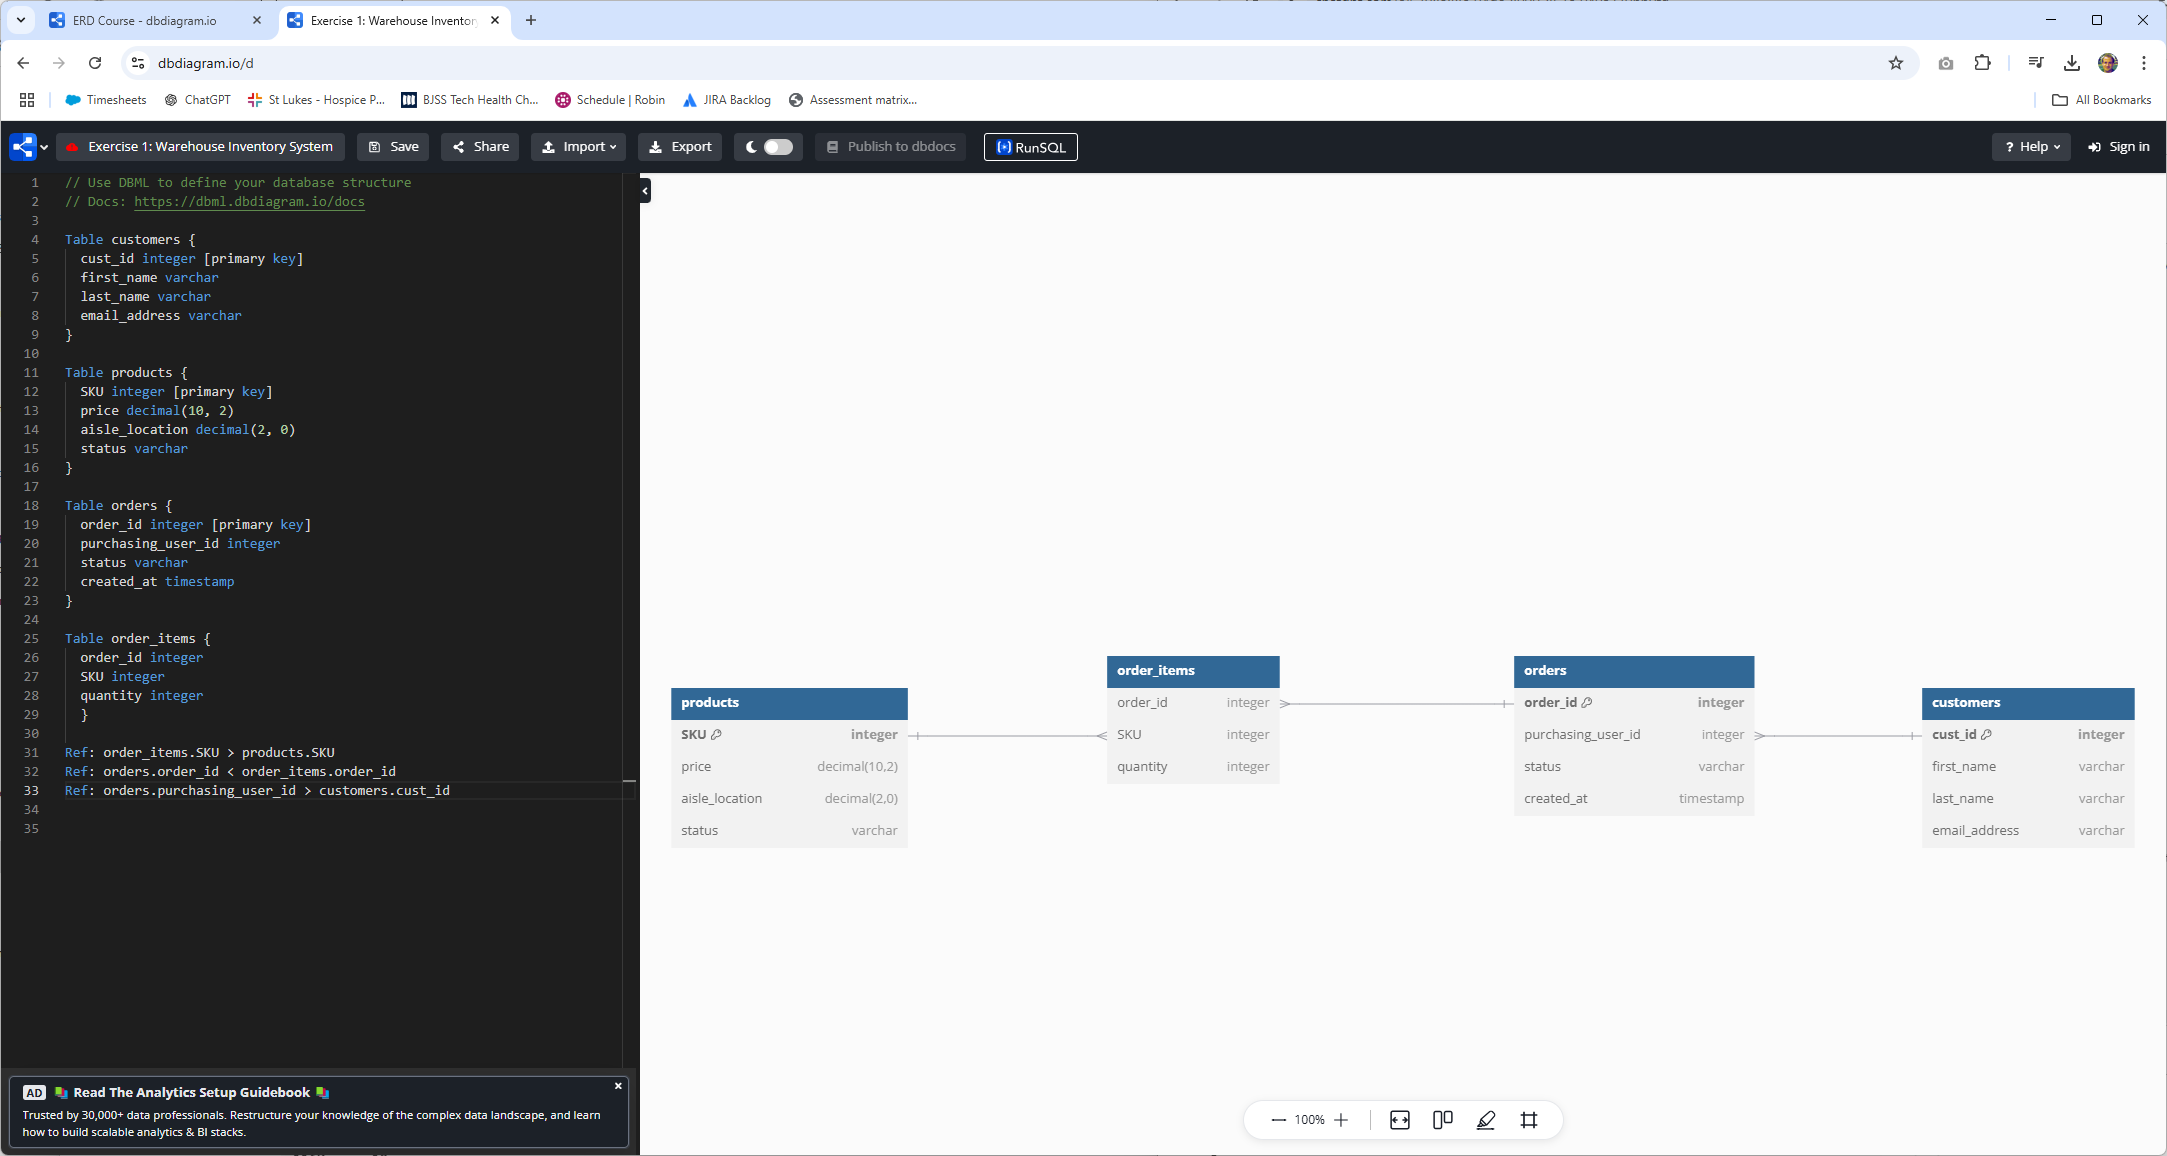 ERD Course - dbdiagram.io
Exercise 1: Warehouse Inventor
dbdiagram.io/d
Timesheets
ChatGPT
St Lukes - Hospice P...
BJSS Tech Health Ch...
Schedule | Robin
JIRA Backlog
Assessment matrix...
All Bookmarks
Exercise 1: Warehouse Inventory System
Save
Share
Import
Export
Publish to dbdocs
RunSQL
? Help
Sign in
1 // Use DBML to define your database structure
2 // Docs: https://dbml.dbdiagram.io/docs
3
4 Table customers {
5 cust_id integer [primary key]
6 first_name varchar
7 last_name varchar
8 email_address varchar
9 }
10
11 Table products {
12 SKU integer [primary key]
13 price decimal(10, 2)
14 aisle_location decimal(2, 0)
15 status varchar
16 }
17
18 Table orders {
19 order_id integer [primary key]
20 purchasing_user_id integer
21 status varchar
22 created_at timestamp
23 }
24
25 Table order_items {
26 order_id integer
27 SKU integer
28 quantity integer
29 }
30
31 Ref: order_items.SKU > products.SKU
32 Ref: orders.order_id < order_items.order_id
33 Ref: orders.purchasing_user_id > customers.cust_id
34
35
products
SKU integer
price decimal(10,2)
aisle_location decimal(2,0)
status varchar
order_items
order_id integer
SKU integer
quantity integer
orders
order_id integer
purchasing_user_id integer
status varchar
created_at timestamp
customers
cust_id integer
first_name varchar
last_name varchar
email_address varchar
AD Read The Analytics Setup Guidebook
Trusted by 30,000+ data professionals. Restructure your knowledge of the complex data landscape, and learn
how to build scalable analytics & BI stacks.
100%